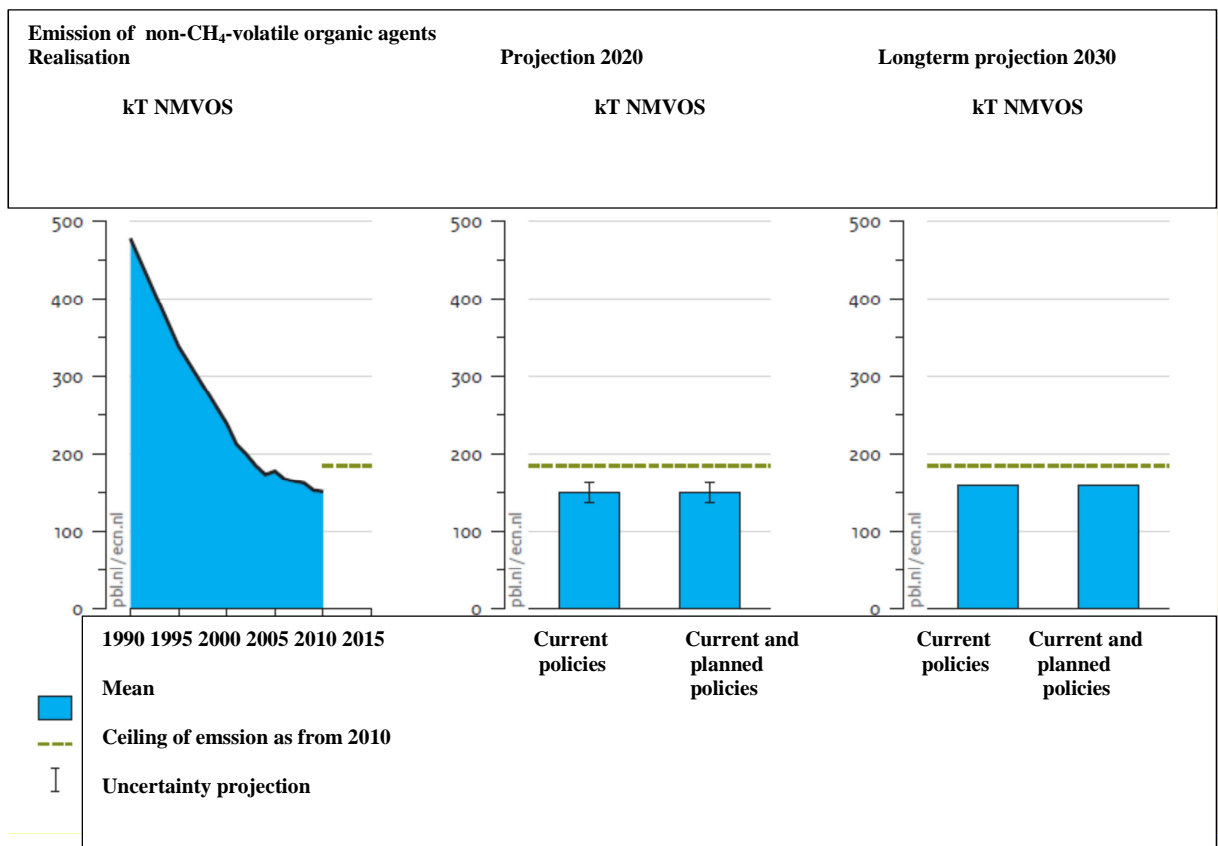 Emission of non-CH₄-volatile organic agents
Realisation Projection 2020 Longterm projection 2030
kT NMVOS kT NMVOS kT NMVOS
500 500 500
400 400 400
300 300 300
200 200 200
100 100 100
0 0 0
pbl.nl / ecn.nl pbl.nl / ecn.nl pbl.nl / ecn.nl
1990 1995 2000 2005 2010 2015
Current policies
Current and planned policies
Current policies
Current and planned policies
Mean
Ceiling of emssion as from 2010
Uncertainty projection